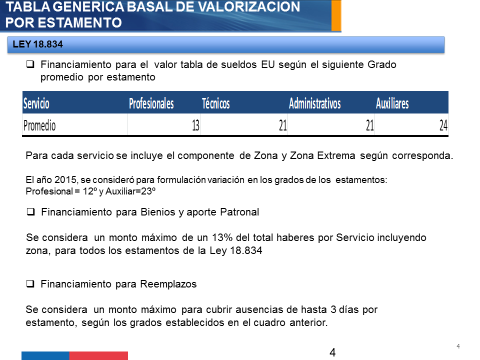 TABLA GENERICA BASAL DE VALORIZACION
POR ESTAMENTO
LEY 18.834
❑ Financiamiento para el valor tabla de sueldos EU según el siguiente Grado
promedio por estamento
Servicio Profesionales Técnicos Administrativos Auxiliares
Promedio 13 21 21 24
Para cada servicio se incluye el componente de Zona y Zona Extrema según corresponda.
El año 2015, se consideró para formulación variación en los grados de los estamentos:
Profesional = 12º y Auxiliar=23º
❑ Financiamiento para Bienios y aporte Patronal
Se considera un monto máximo de un 13% del total haberes por Servicio incluyendo
zona, para todos los estamentos de la Ley 18.834
❑ Financiamiento para Reemplazos
Se considera un monto máximo para cubrir ausencias de hasta 3 días por
estamento, según los grados establecidos en el cuadro anterior.
4
4